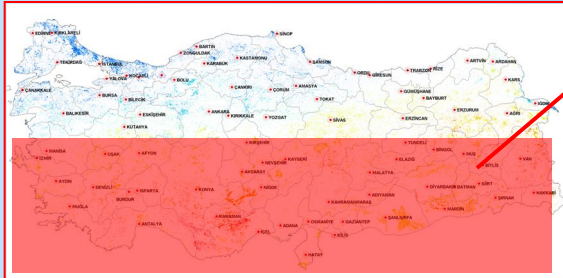 EDİRNE KIRKLARELİ
SİNOP
BARTIN
ZONGULDAK
KASTAMONU
KARABÜK
TEKİRDAĞ
İSTANBUL
KOCAELİ
YALOVA
BOLU
SAMSUN
ORDU
GİRESUN
TRABZON
RİZE
ARTVİN
ARDAHAN
KARS
ÇANAKKALE
BURSA
BİLECİK
ÇANKIRI
ÇORUM
AMASYA
TOKAT
GÜMÜŞHANE
BAYBURT
IĞDIR
BALIKESİR
ESKİŞEHİR
ANKARA
KIRIKKALE
YOZGAT
SİVAS
ERZİNCAN
ERZURUM
AĞRI
KÜTAHYA
KIRŞEHİR
TUNCELİ
BİNGÖL
MUŞ
MANİSA
İZMİR
UŞAK
AFYON
NEVŞEHİR
KAYSERİ
ELAZIĞ
BİTLİS
VAN
AKSARAY
MALATYA
AYDIN
DENİZLİ
ISPARTA
KONYA
NİĞDE
ADIYAMAN
DİYARBAKIR
BATMAN
SİİRT
HAKKARİ
BURDUR
KAHRAMANMARAŞ
ŞIRNAK
MUĞLA
ANTALYA
KARAMAN
İÇEL
ADANA
OSMANİYE
GAZİANTEP
ŞANLIURFA
MARDİN
KİLİS
HATAY